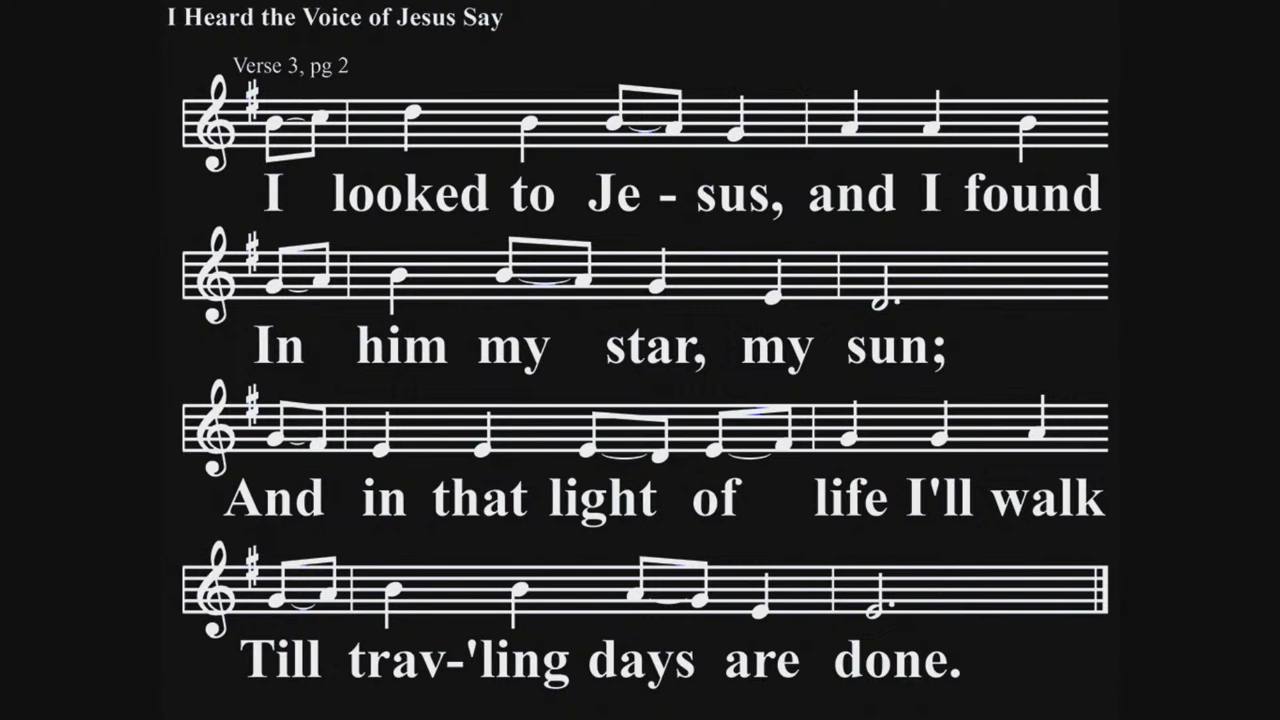 I Heard the Voice of Jesus Say
Verse 3, pg 2
I looked to Je - sus, and I found
In him my star, my sun;
And in that light of life I'll walk
Till trav-'ling days are done.